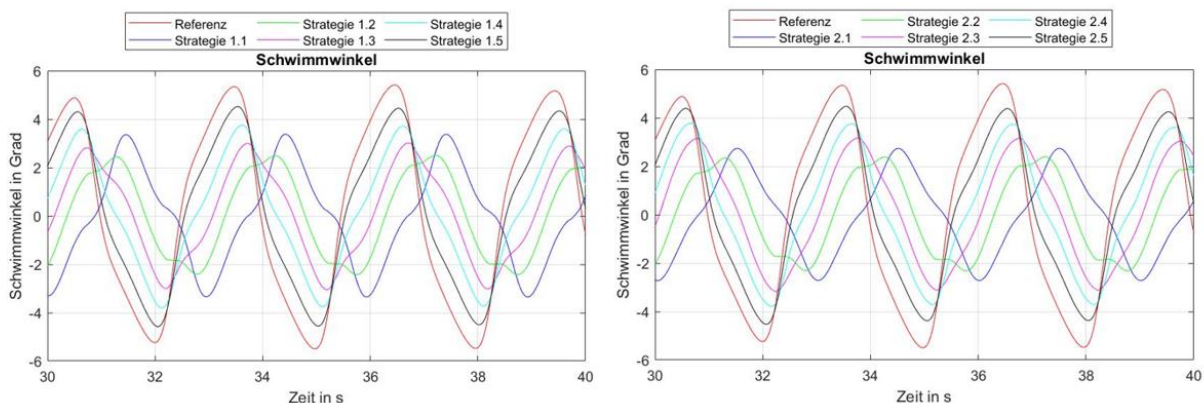 Referenz Strategie 1.2 Strategie 1.4
Strategie 1.1 Strategie 1.3 Strategie 1.5
Schwimmwinkel
Schwimmwinkel in Grad
6
4
2
0
-2
-4
-6
30 32 34 36 38 40
Zeit in s
Referenz Strategie 2.2 Strategie 2.4
Strategie 2.1 Strategie 2.3 Strategie 2.5
Schwimmwinkel
Schwimmwinkel in Grad
6
4
2
0
-2
-4
-6
30 32 34 36 38 40
Zeit in s